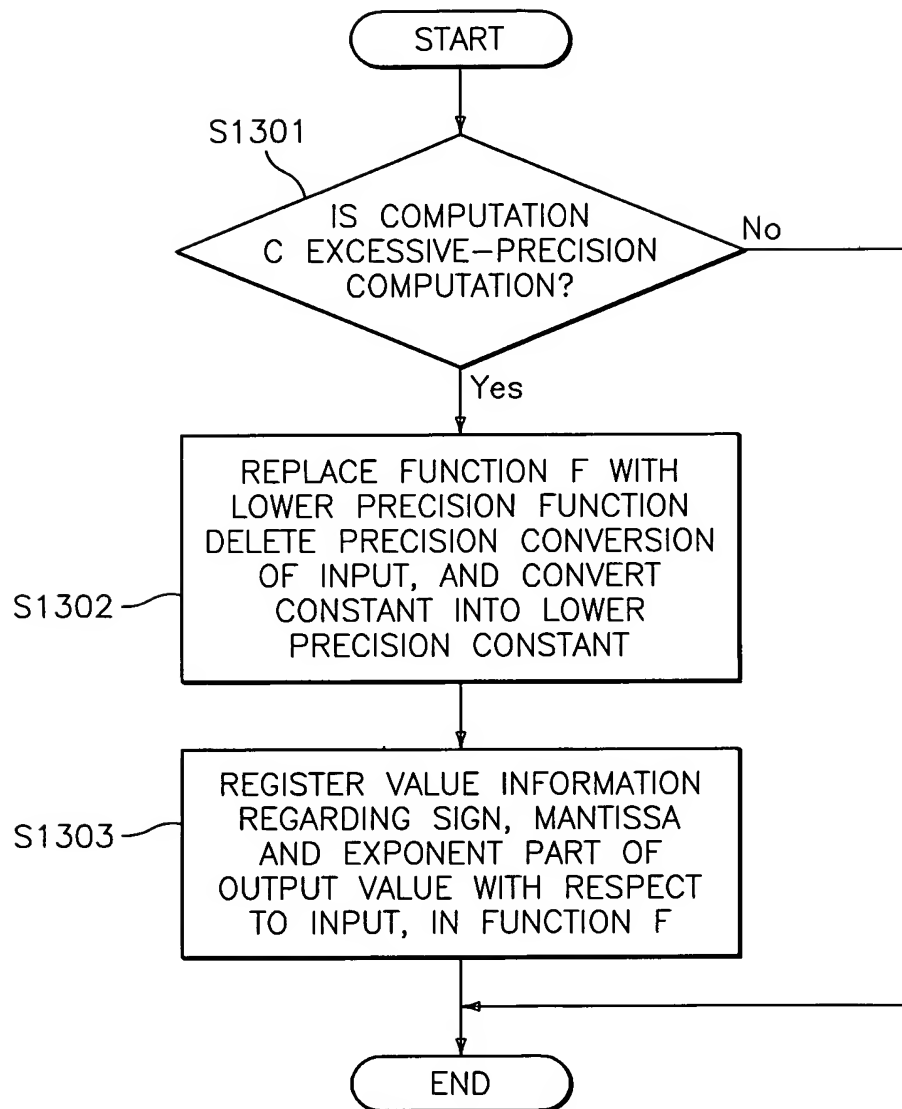 START
S1301
IS COMPUTATION
C EXCESSIVE-PRECISION
COMPUTATION?
No
Yes
REPLACE FUNCTION F WITH
LOWER PRECISION FUNCTION
DELETE PRECISION CONVERSION
OF INPUT, AND CONVERT
CONSTANT INTO LOWER
PRECISION CONSTANT
S1302
REGISTER VALUE INFORMATION
REGARDING SIGN, MANTISSA
AND EXPONENT PART OF
OUTPUT VALUE WITH RESPECT
TO INPUT, IN FUNCTION F
S1303
END